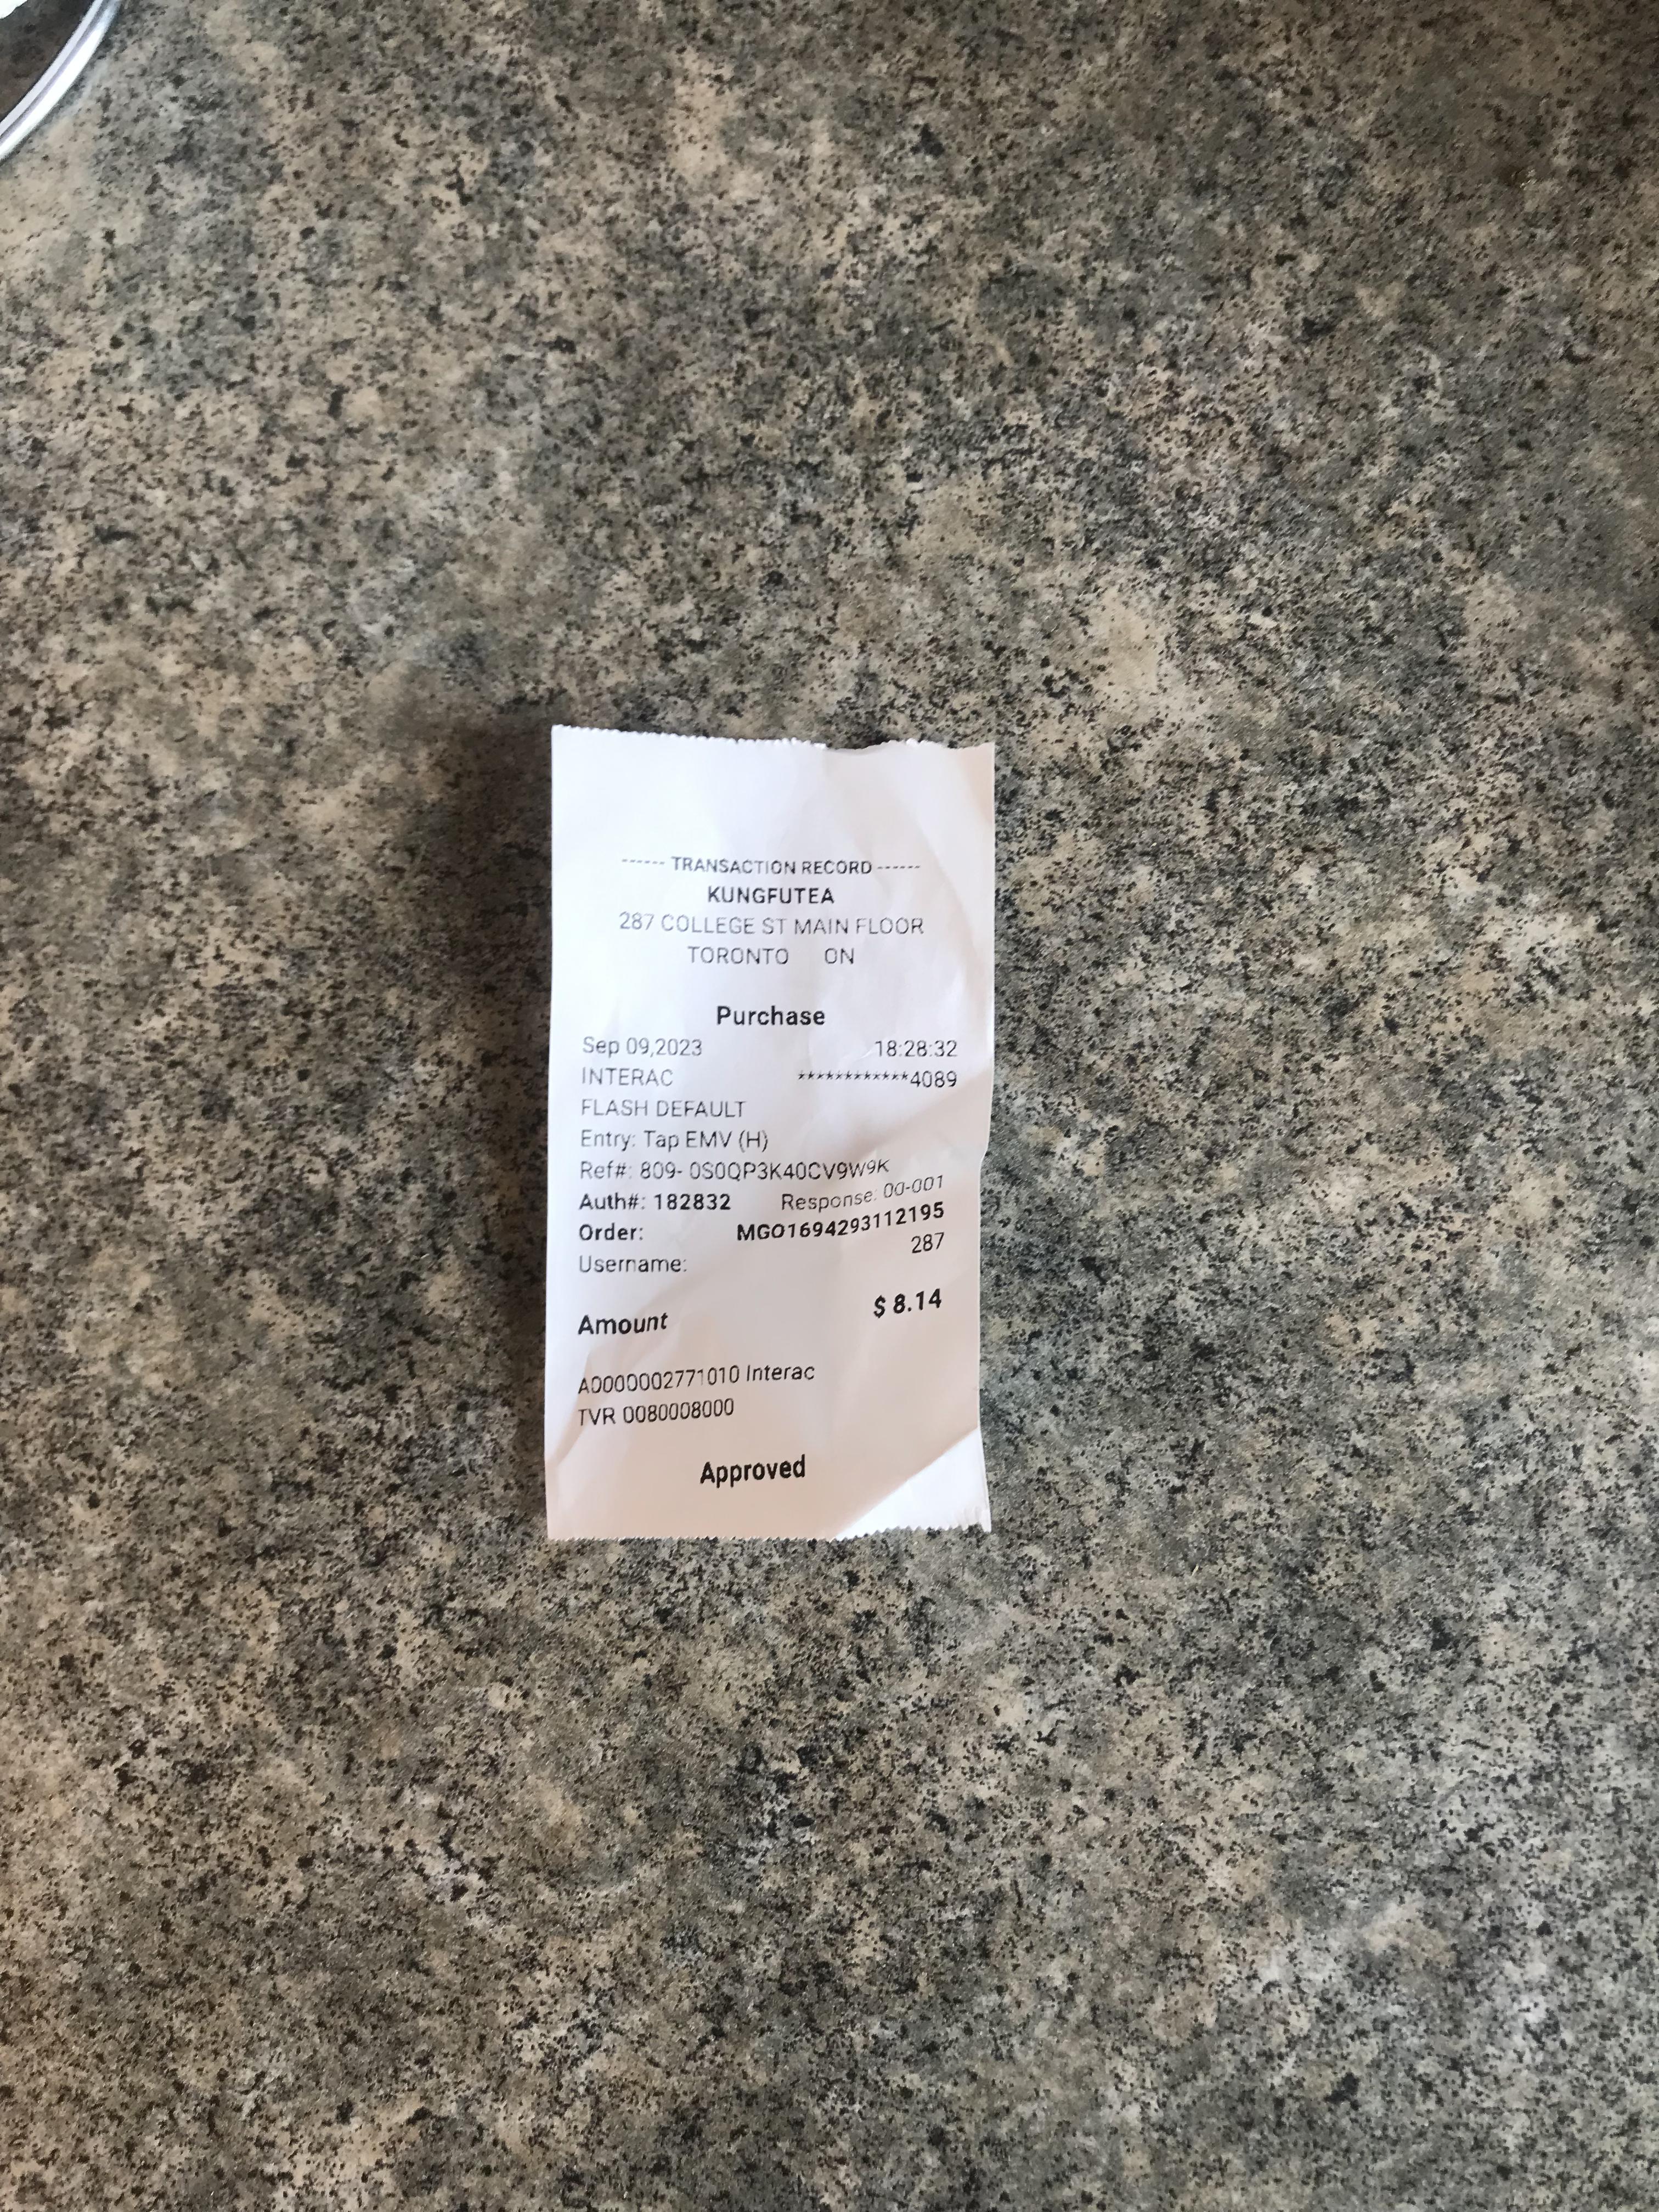 ------ TRANSACTION RECORD ------
KUNGFUTEA
287 COLLEGE ST MAIN FLOOR
TORONTO ON
Purchase
Sep 09,2023 18:28:32
INTERAC ************4089
FLASH DEFAULT
Entry: Tap EMV (H)
Ref#: 809- 0S0QP3K40CV9W9K
Auth#: 182832 Response: 00-001
Order: MGO1694293112195
Username: 287
Amount $ 8.14
A0000002771010 Interac
TVR 0080008000
Approved